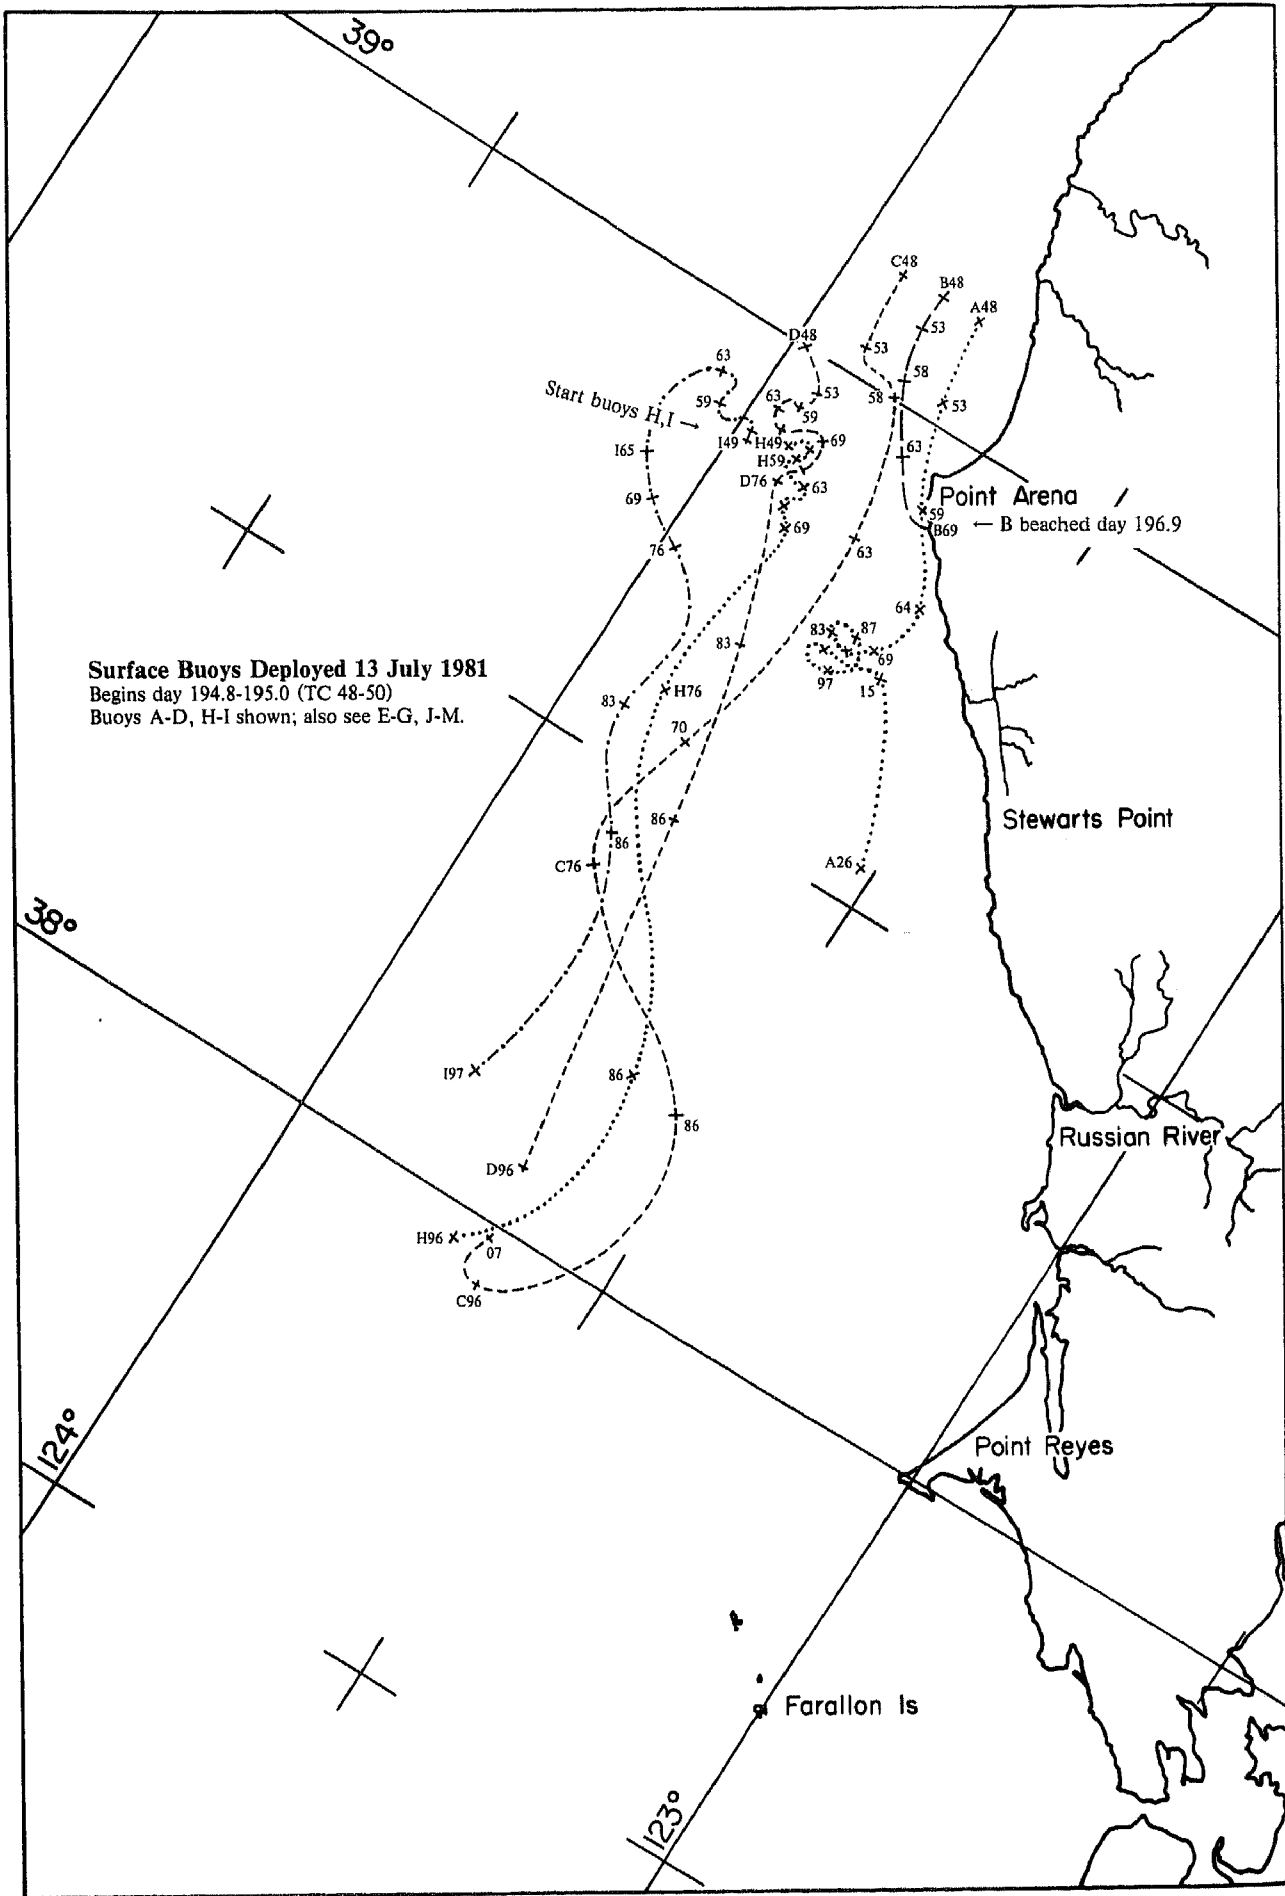 39°
C48
B48
A48
53
D48
53
63
58
Start buoys H,I →
59
63
53
58
53
59
I49
H49
69
I65
H59
63
D76
63
Point Arena
69
59
69
B69
← B beached day 196.9
76
63
64
83
87
83
69
Surface Buoys Deployed 13 July 1981
Begins day 194.8-195.0 (TC 48-50)
Buoys A-D, H-I shown; also see E-G, J-M.
97
15
H76
83
70
Stewarts Point
86
86
C76
A26
38°
I97
86
86
Russian River
D96
H96
07
C96
124°
Point Reyes
Farallon Is
123°